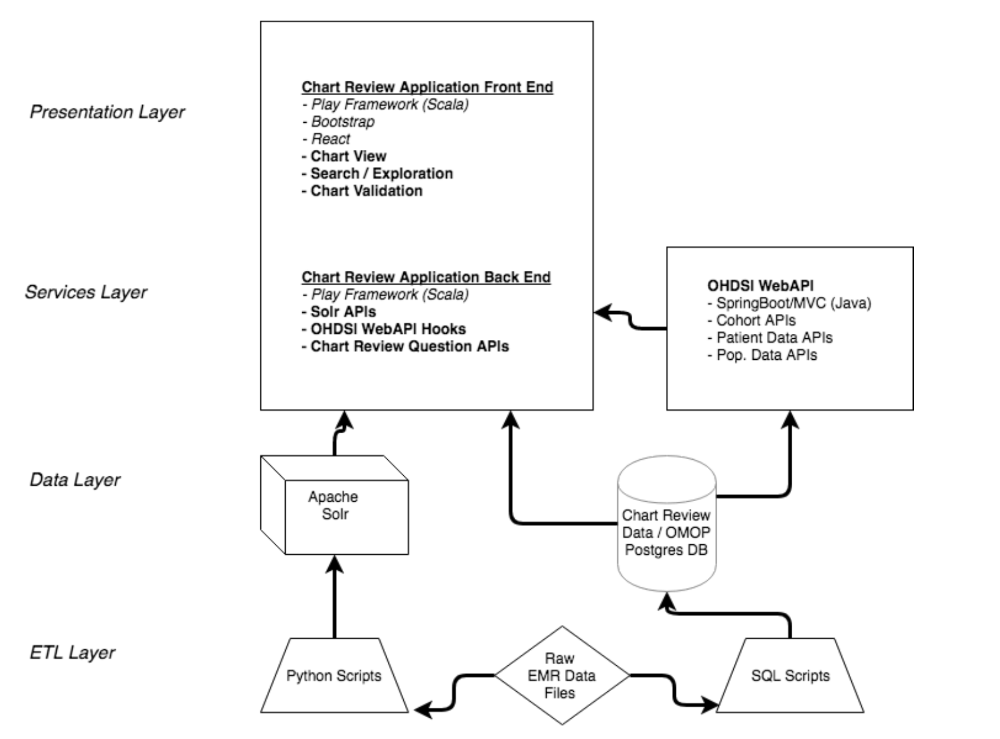 Presentation Layer
Chart Review Application Front End
- Play Framework (Scala)
- Bootstrap
- React
- Chart View
- Search / Exploration
- Chart Validation
Services Layer
Chart Review Application Back End
- Play Framework (Scala)
- Solr APIs
- OHDSI WebAPI Hooks
- Chart Review Question APIs
OHDSI WebAPI
- SpringBoot/MVC (Java)
- Cohort APIs
- Patient Data APIs
- Pop. Data APIs
Data Layer
Apache
Solr
Chart Review
Data / OMOP
Postgres DB
ETL Layer
Python Scripts
Raw
EMR Data
Files
SQL Scripts